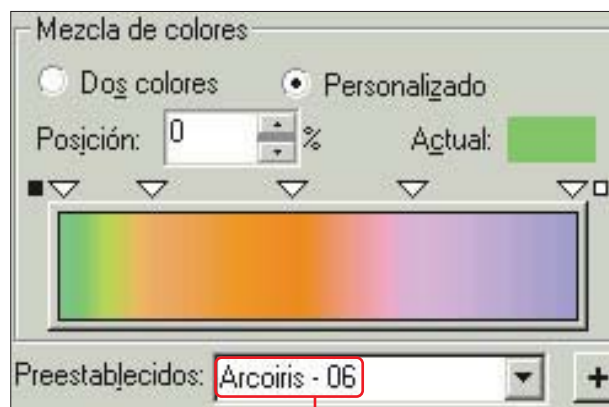 Mezcla de colores
Dos colores Personalizado
Posición: 0 % Actual:
Preestablecidos: Arcoiris - 06 +